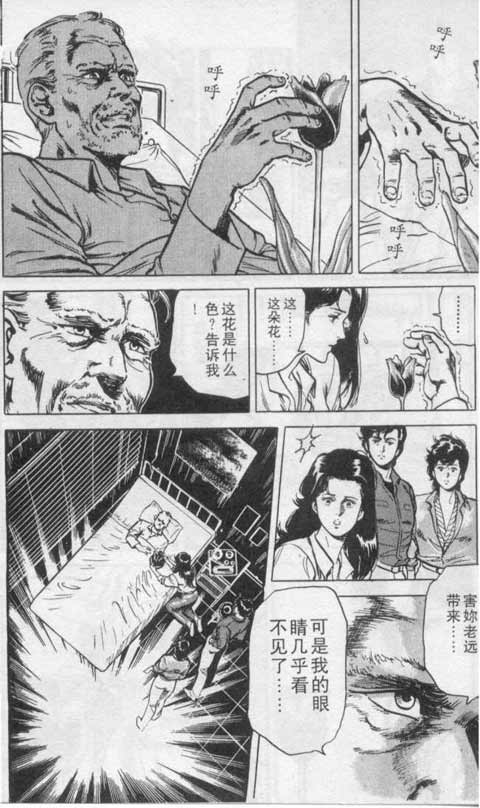 呼
呼
呼
呼
呼
呼
…………
这……
这朵花……
这花是什么
色？告诉我
！
害妳老远
带来……
可是我的眼
睛几乎看
不见了……